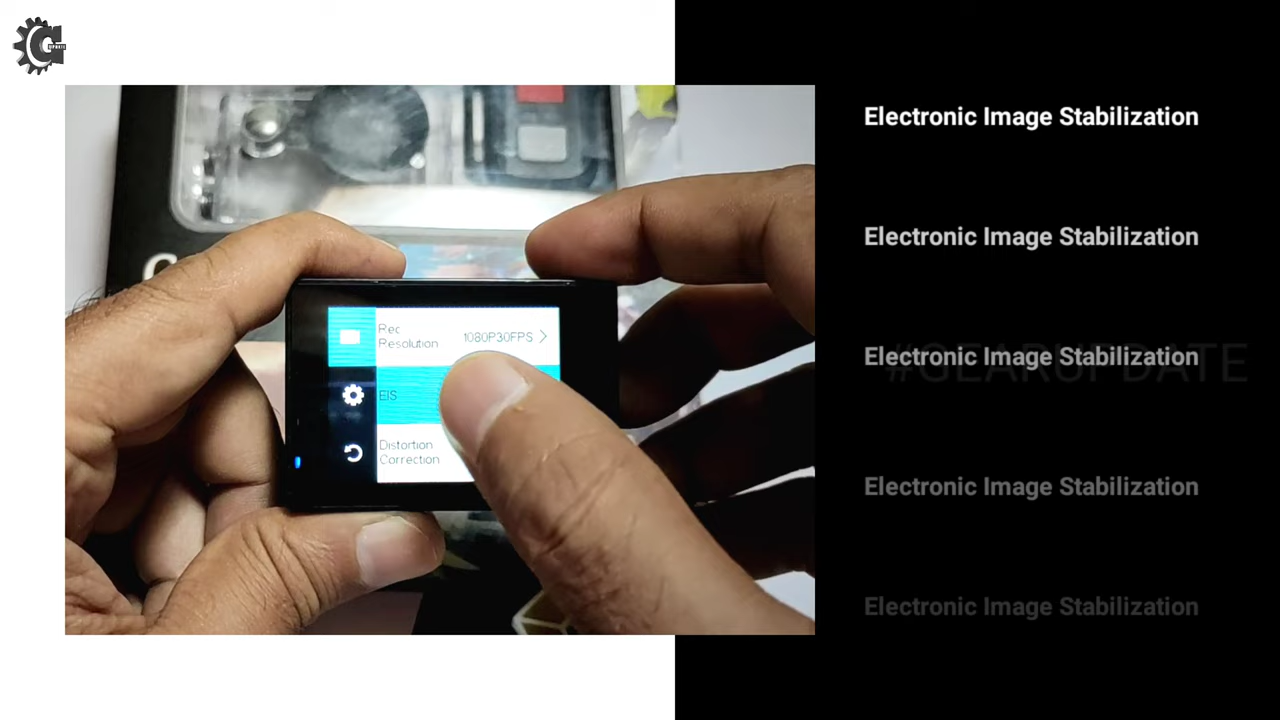 Electronic Image Stabilization
Electronic Image Stabilization
Electronic Image Stabilization
#GEARUPDATE
Electronic Image Stabilization
Electronic Image Stabilization
Rec
Resolution
1080P30FPS
EIS
Distortion
Correction